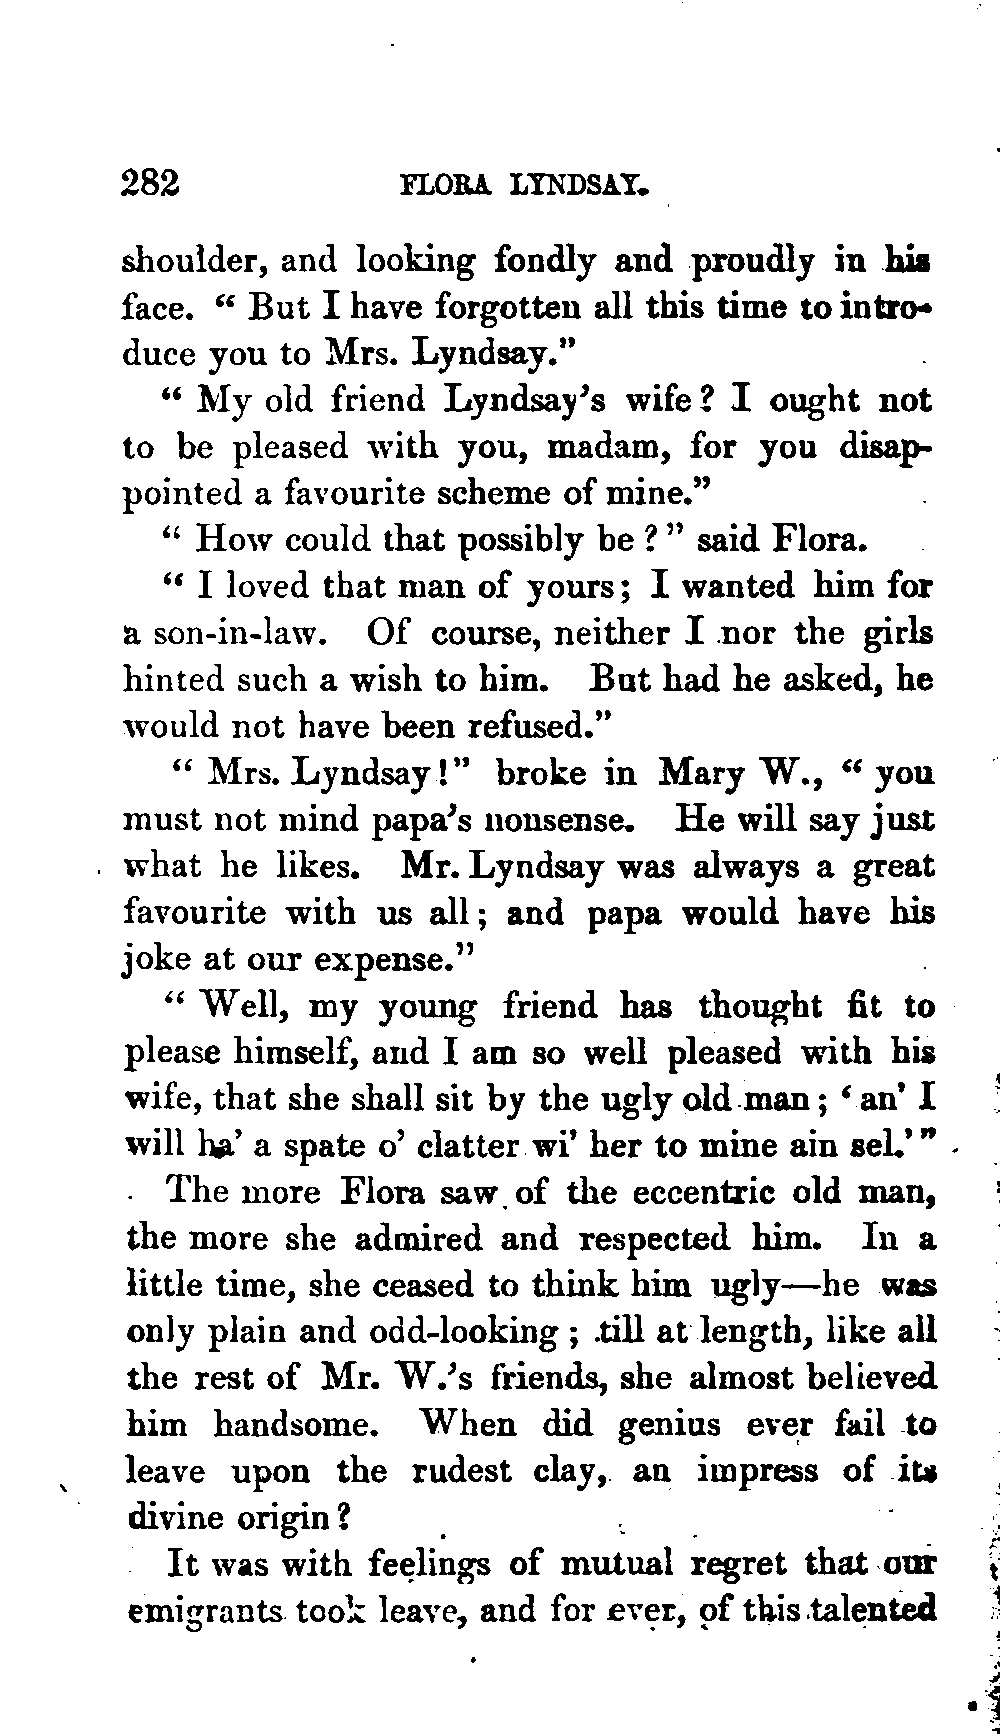 282 FLORA LYNDSAY.
shoulder, and looking fondly and proudly in his
face. “ But I have forgotten all this time to intro-
duce you to Mrs. Lyndsay.”
“ My old friend Lyndsay’s wife? I ought not
to be pleased with you, madam, for you disap-
pointed a favourite scheme of mine.”
“ How could that possibly be ? ” said Flora.
“ I loved that man of yours; I wanted him for
a son-in-law. Of course, neither I nor the girls
hinted such a wish to him. But had he asked, he
would not have been refused.”
“ Mrs. Lyndsay!” broke in Mary W., “ you
must not mind papa’s nonsense. He will say just
what he likes. Mr. Lyndsay was always a great
favourite with us all; and papa would have his
joke at our expense.”
“ Well, my young friend has thought fit to
please himself, and I am so well pleased with his
wife, that she shall sit by the ugly old man; ‘ an’ I
will ha’ a spate o’ clatter wi’ her to mine ain sel.’ ”
The more Flora saw of the eccentric old man,
the more she admired and respected him. In a
little time, she ceased to think him ugly—he was
only plain and odd-looking ; till at length, like all
the rest of Mr. W.’s friends, she almost believed
him handsome. When did genius ever fail to
leave upon the rudest clay, an impress of its
divine origin?
It was with feelings of mutual regret that our
emigrants took leave, and for ever, of this talented